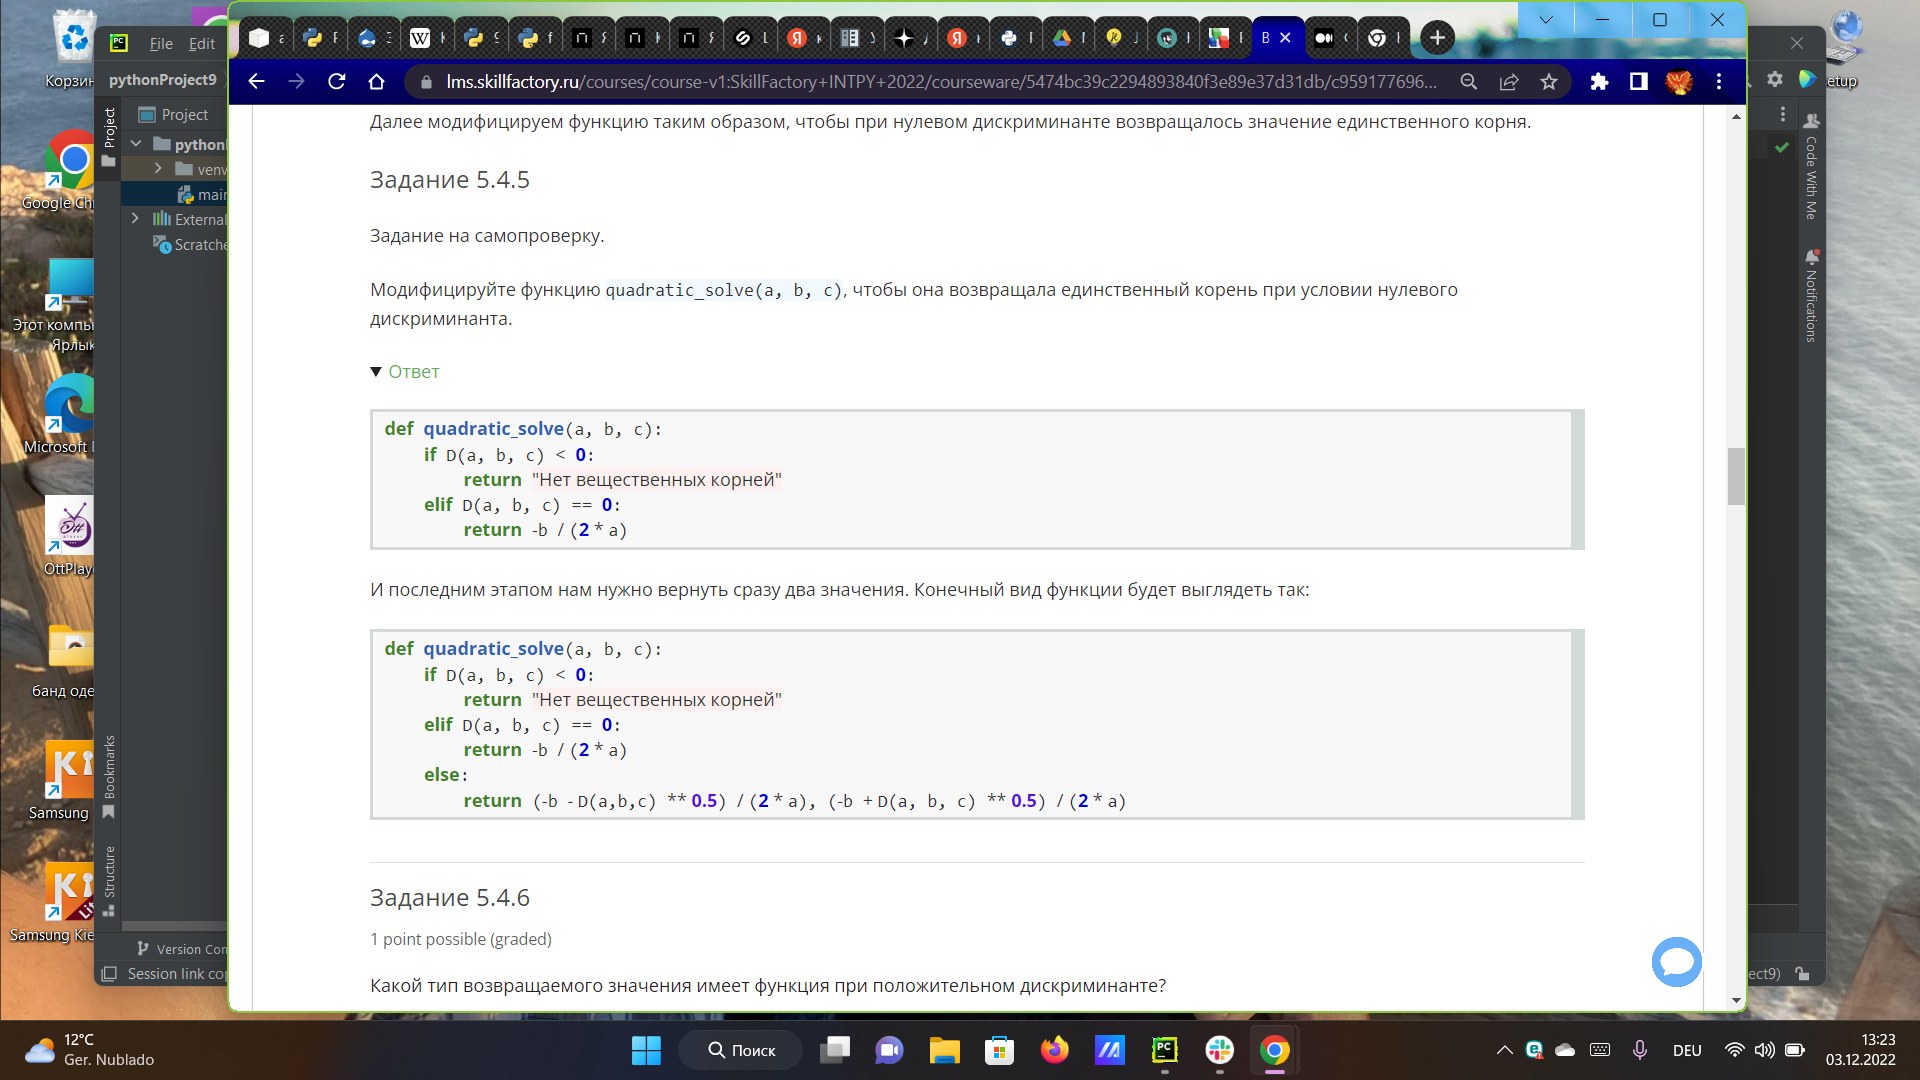 Корзин
File Edit
pythonProject9
Project
Project
python
venv
main
External
Scratche
Bookmarks
Structure
Version Con
Session link cop
Google Ch
Этот компь
Ярлык
Microsoft
OttPlaye
банд оде
Samsung
Samsung Kie
lms.skillfactory.ru/courses/course-v1:SkillFactory+INTPY+2022/courseware/5474bc39c2294893840f3e89e37d31db/c959177696...
Далее модифицируем функцию таким образом, чтобы при нулевом дискриминанте возвращалось значение единственного корня.
Задание 5.4.5
Задание на самопроверку.
Модифицируйте функцию quadratic_solve(a, b, c), чтобы она возвращала единственный корень при условии нулевого
дискриминанта.
▼ Ответ
def quadratic_solve(a, b, c):
    if D(a, b, c) < 0:
        return "Нет вещественных корней"
    elif D(a, b, c) == 0:
        return -b / (2 * a)
И последним этапом нам нужно вернуть сразу два значения. Конечный вид функции будет выглядеть так:
def quadratic_solve(a, b, c):
    if D(a, b, c) < 0:
        return "Нет вещественных корней"
    elif D(a, b, c) == 0:
        return -b / (2 * a)
    else:
        return (-b - D(a,b,c) ** 0.5) / (2 * a), (-b + D(a, b, c) ** 0.5) / (2 * a)
Задание 5.4.6
1 point possible (graded)
Какой тип возвращаемого значения имеет функция при положительном дискриминанте?
Code With Me
Notifications
ect9)
etup
12°C
Ger. Nublado
Поиск
DEU
13:23
03.12.2022